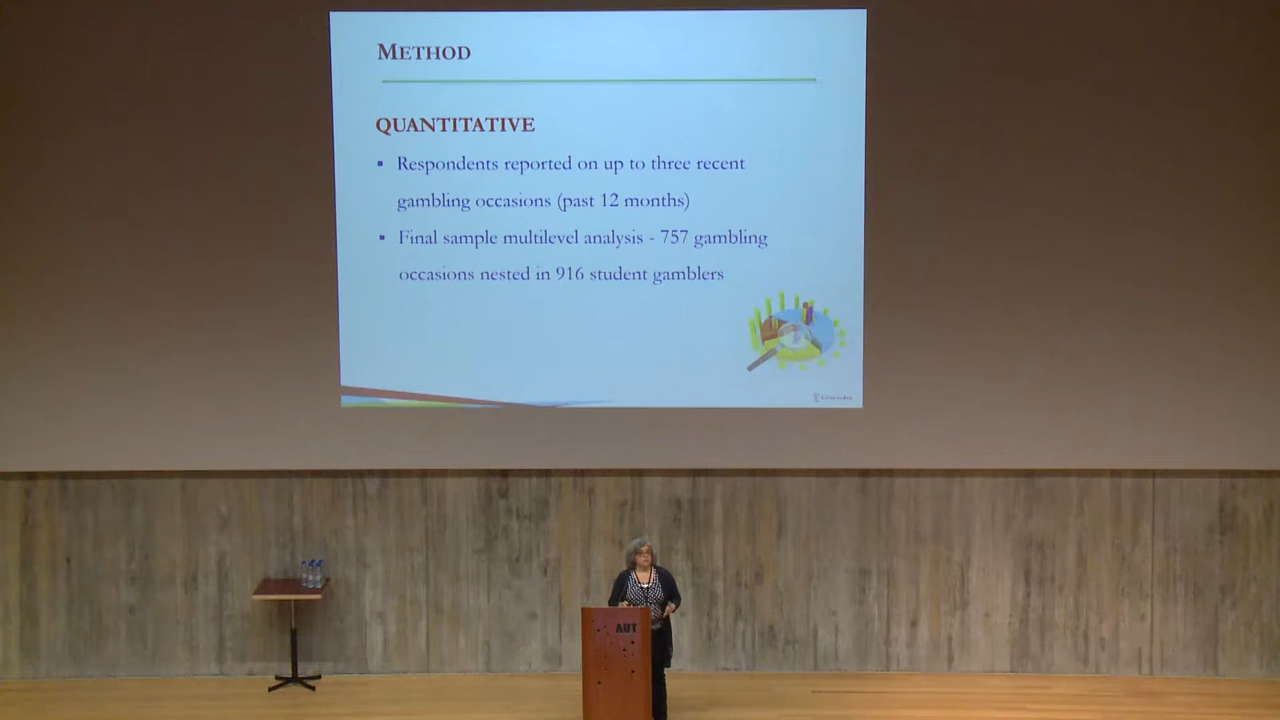 METHOD
QUANTITATIVE
▪ Respondents reported on up to three recent
gambling occasions (past 12 months)
▪ Final sample multilevel analysis - 757 gambling
occasions nested in 916 student gamblers
AUT